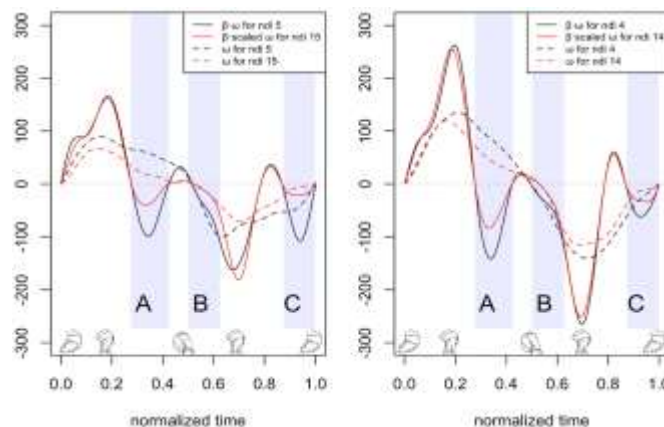 300
200
100
0
-100
-200
-300
β ω for ndi 5
β scaled ω for ndi 15
ω for ndi 5
ω for ndi 15
A
B
C
0.0 0.2 0.4 0.6 0.8 1.0
normalized time
300
200
100
0
-100
-200
-300
β ω for ndi 4
β scaled ω for ndi 14
ω for ndi 4
ω for ndi 14
A
B
C
0.0 0.2 0.4 0.6 0.8 1.0
normalized time